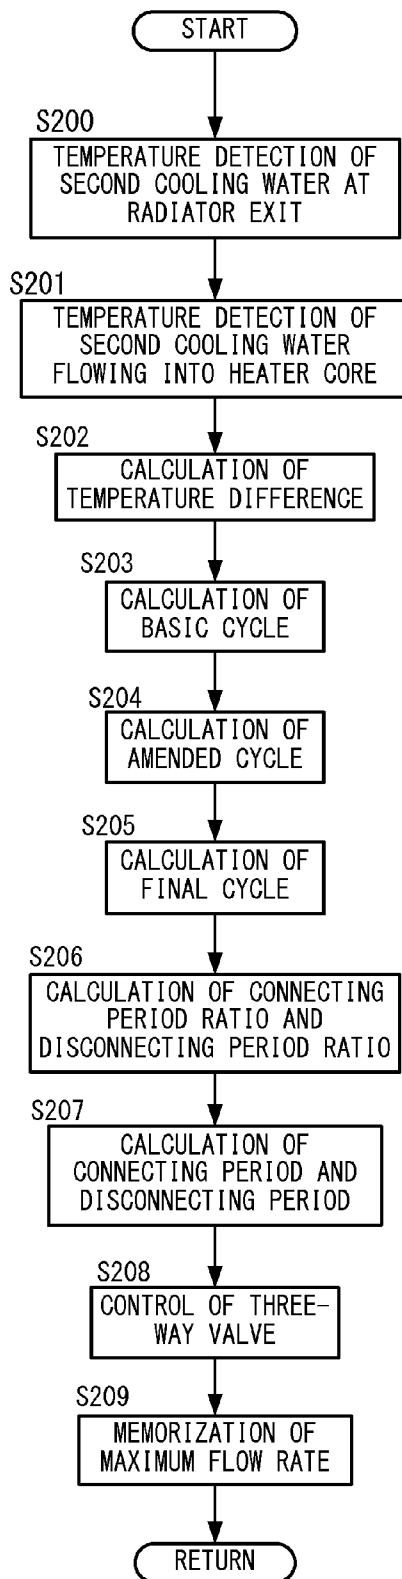 START
S200
TEMPERATURE DETECTION OF
SECOND COOLING WATER AT
RADIATOR EXIT
S201
TEMPERATURE DETECTION OF
SECOND COOLING WATER
FLOWING INTO HEATER CORE
S202
CALCULATION OF
TEMPERATURE DIFFERENCE
S203
CALCULATION OF
BASIC CYCLE
S204
CALCULATION OF
AMENDED CYCLE
S205
CALCULATION OF
FINAL CYCLE
S206
CALCULATION OF CONNECTING
PERIOD RATIO AND
DISCONNECTING PERIOD RATIO
S207
CALCULATION OF
CONNECTING PERIOD AND
DISCONNECTING PERIOD
S208
CONTROL OF THREE-
WAY VALVE
S209
MEMORIZATION OF
MAXIMUM FLOW RATE
RETURN